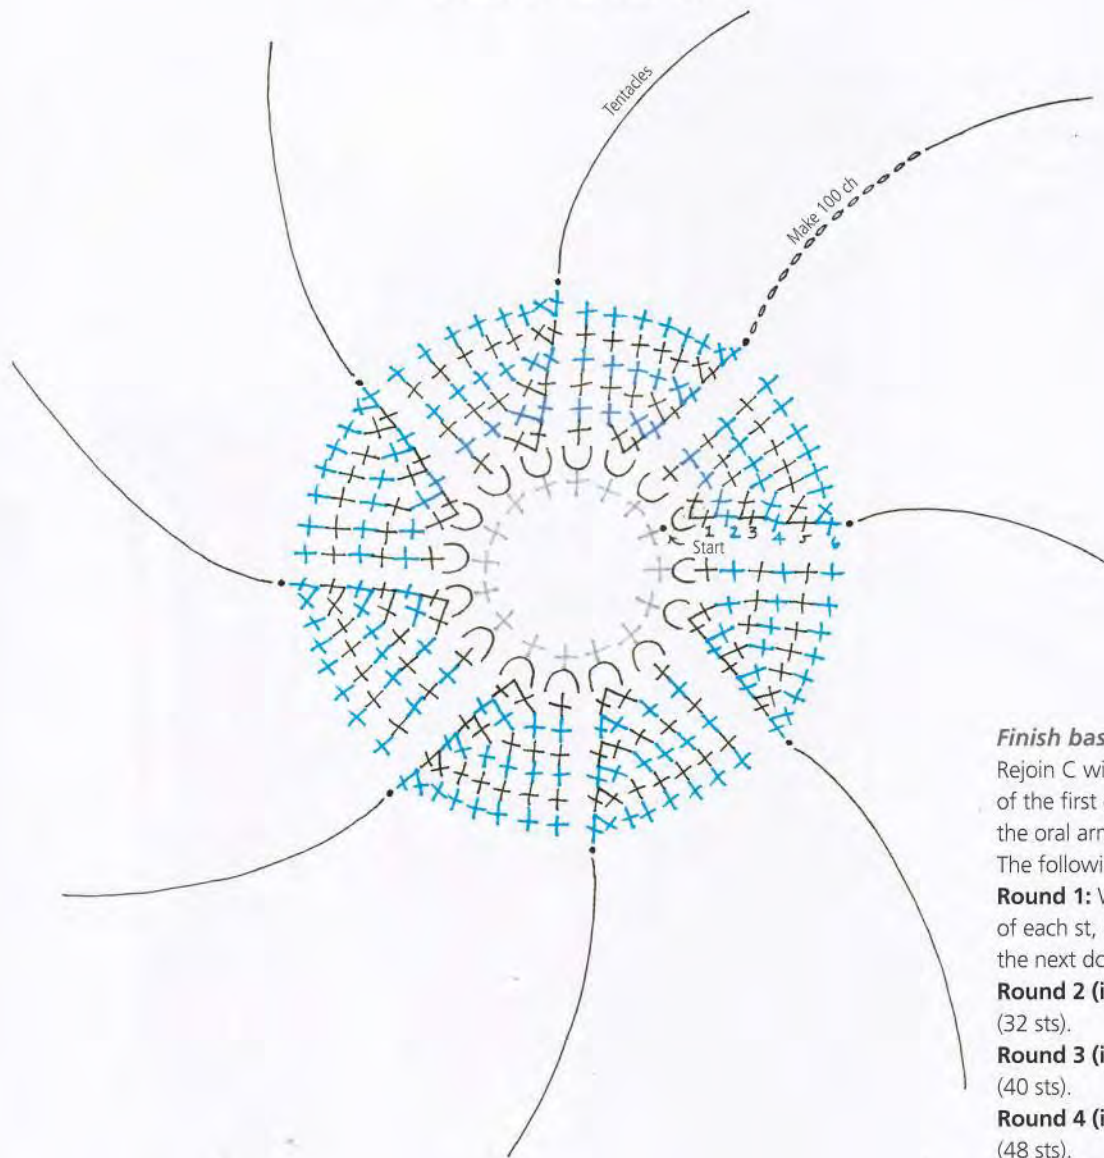 Tentacles
Make 100 ch
1 2 3 4 5 6
Start
Finish bas
Rejoin C wi
of the first
the oral arr
The followi
Round 1: V
of each st,
the next dc
Round 2 (i
(32 sts).
Round 3 (i
(40 sts).
Round 4 (i
(48 sts).